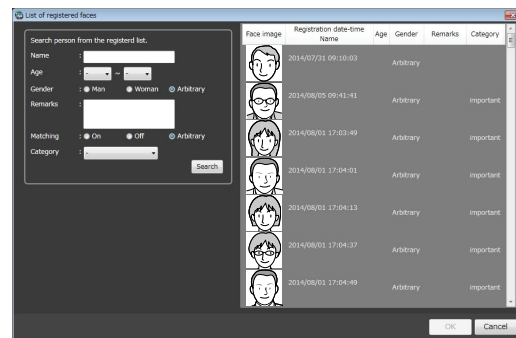 List of registered faces
Search person from the registerd list.
Name :
Age : - ~ -
Gender : Man Woman Arbitrary
Remarks :
Matching : On Off Arbitrary
Category : -
Search
Face image Registration date-time Name Age Gender Remarks Category
2014/07/31 09:10:03
Arbitrary
2014/08/05 09:41:41
Arbitrary important
2014/08/01 17:03:49
Arbitrary important
2014/08/01 17:04:01
Arbitrary important
2014/08/01 17:04:13
Arbitrary important
2014/08/01 17:04:37
Arbitrary important
2014/08/01 17:04:49
Arbitrary important
OK Cancel